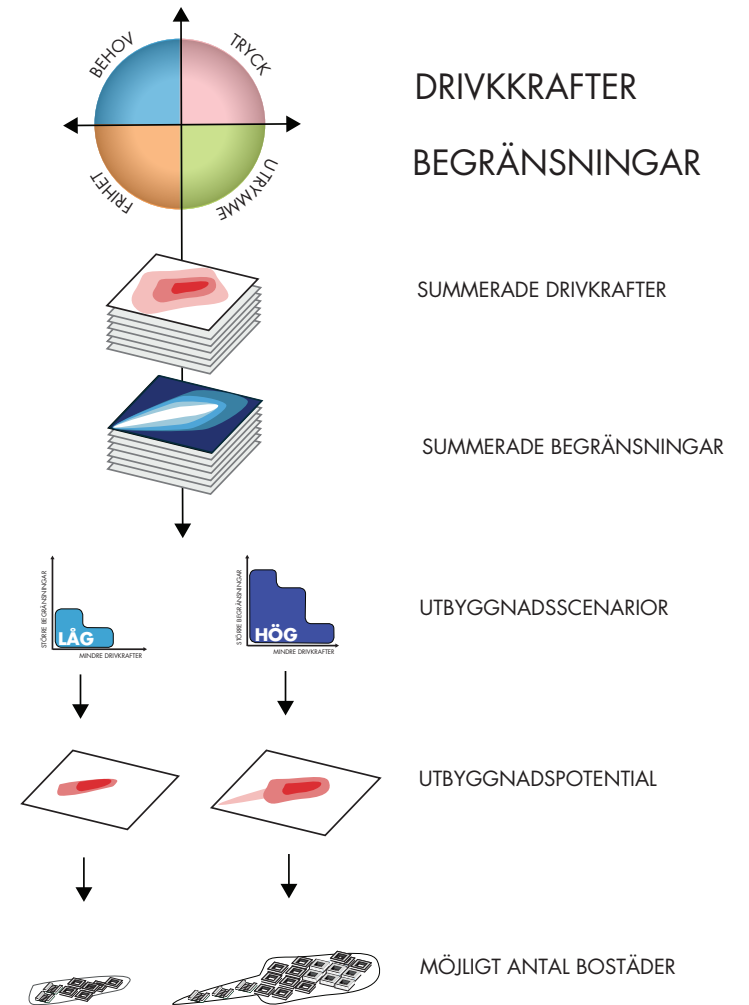 BEHOV
TRYCK
FRIHET
UTRYMME
DRIVKKRAFTER
BEGRÄNSNINGAR
SUMMERADE DRIVKRAFTER
SUMMERADE BEGRÄNSNINGAR
STÖRRE BEGRÄNSNINGAR
LÅG
MINDRE DRIVKRAFTER
STÖRRE BEGRÄNSNINGAR
HÖG
MINDRE DRIVKRAFTER
UTBYGGNADSSCENARIOR
UTBYGGNADSPOTENTIAL
MÖJLIGT ANTAL BOSTÄDER